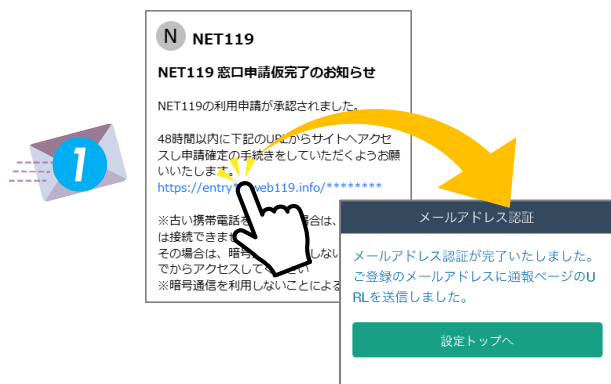 1
N NET119
NET119 窓口申請仮完了のお知らせ
NET119の利用申請が承認されました。
48時間以内に下記のURLからサイトへアクセ
スし申請確定の手続きをしていただくようお願
いいたします。
https://entry web119.info/********
※古い携帯電話を 場合は、
は接続できませ
その場合は、暗号 しない
でからアクセスして ださい
※暗号通信を利用しないことによる
メールアドレス認証
メールアドレス認証が完了いたしました。
ご登録のメールアドレスに通報ページのU
RLを送信しました。
設定トップへ